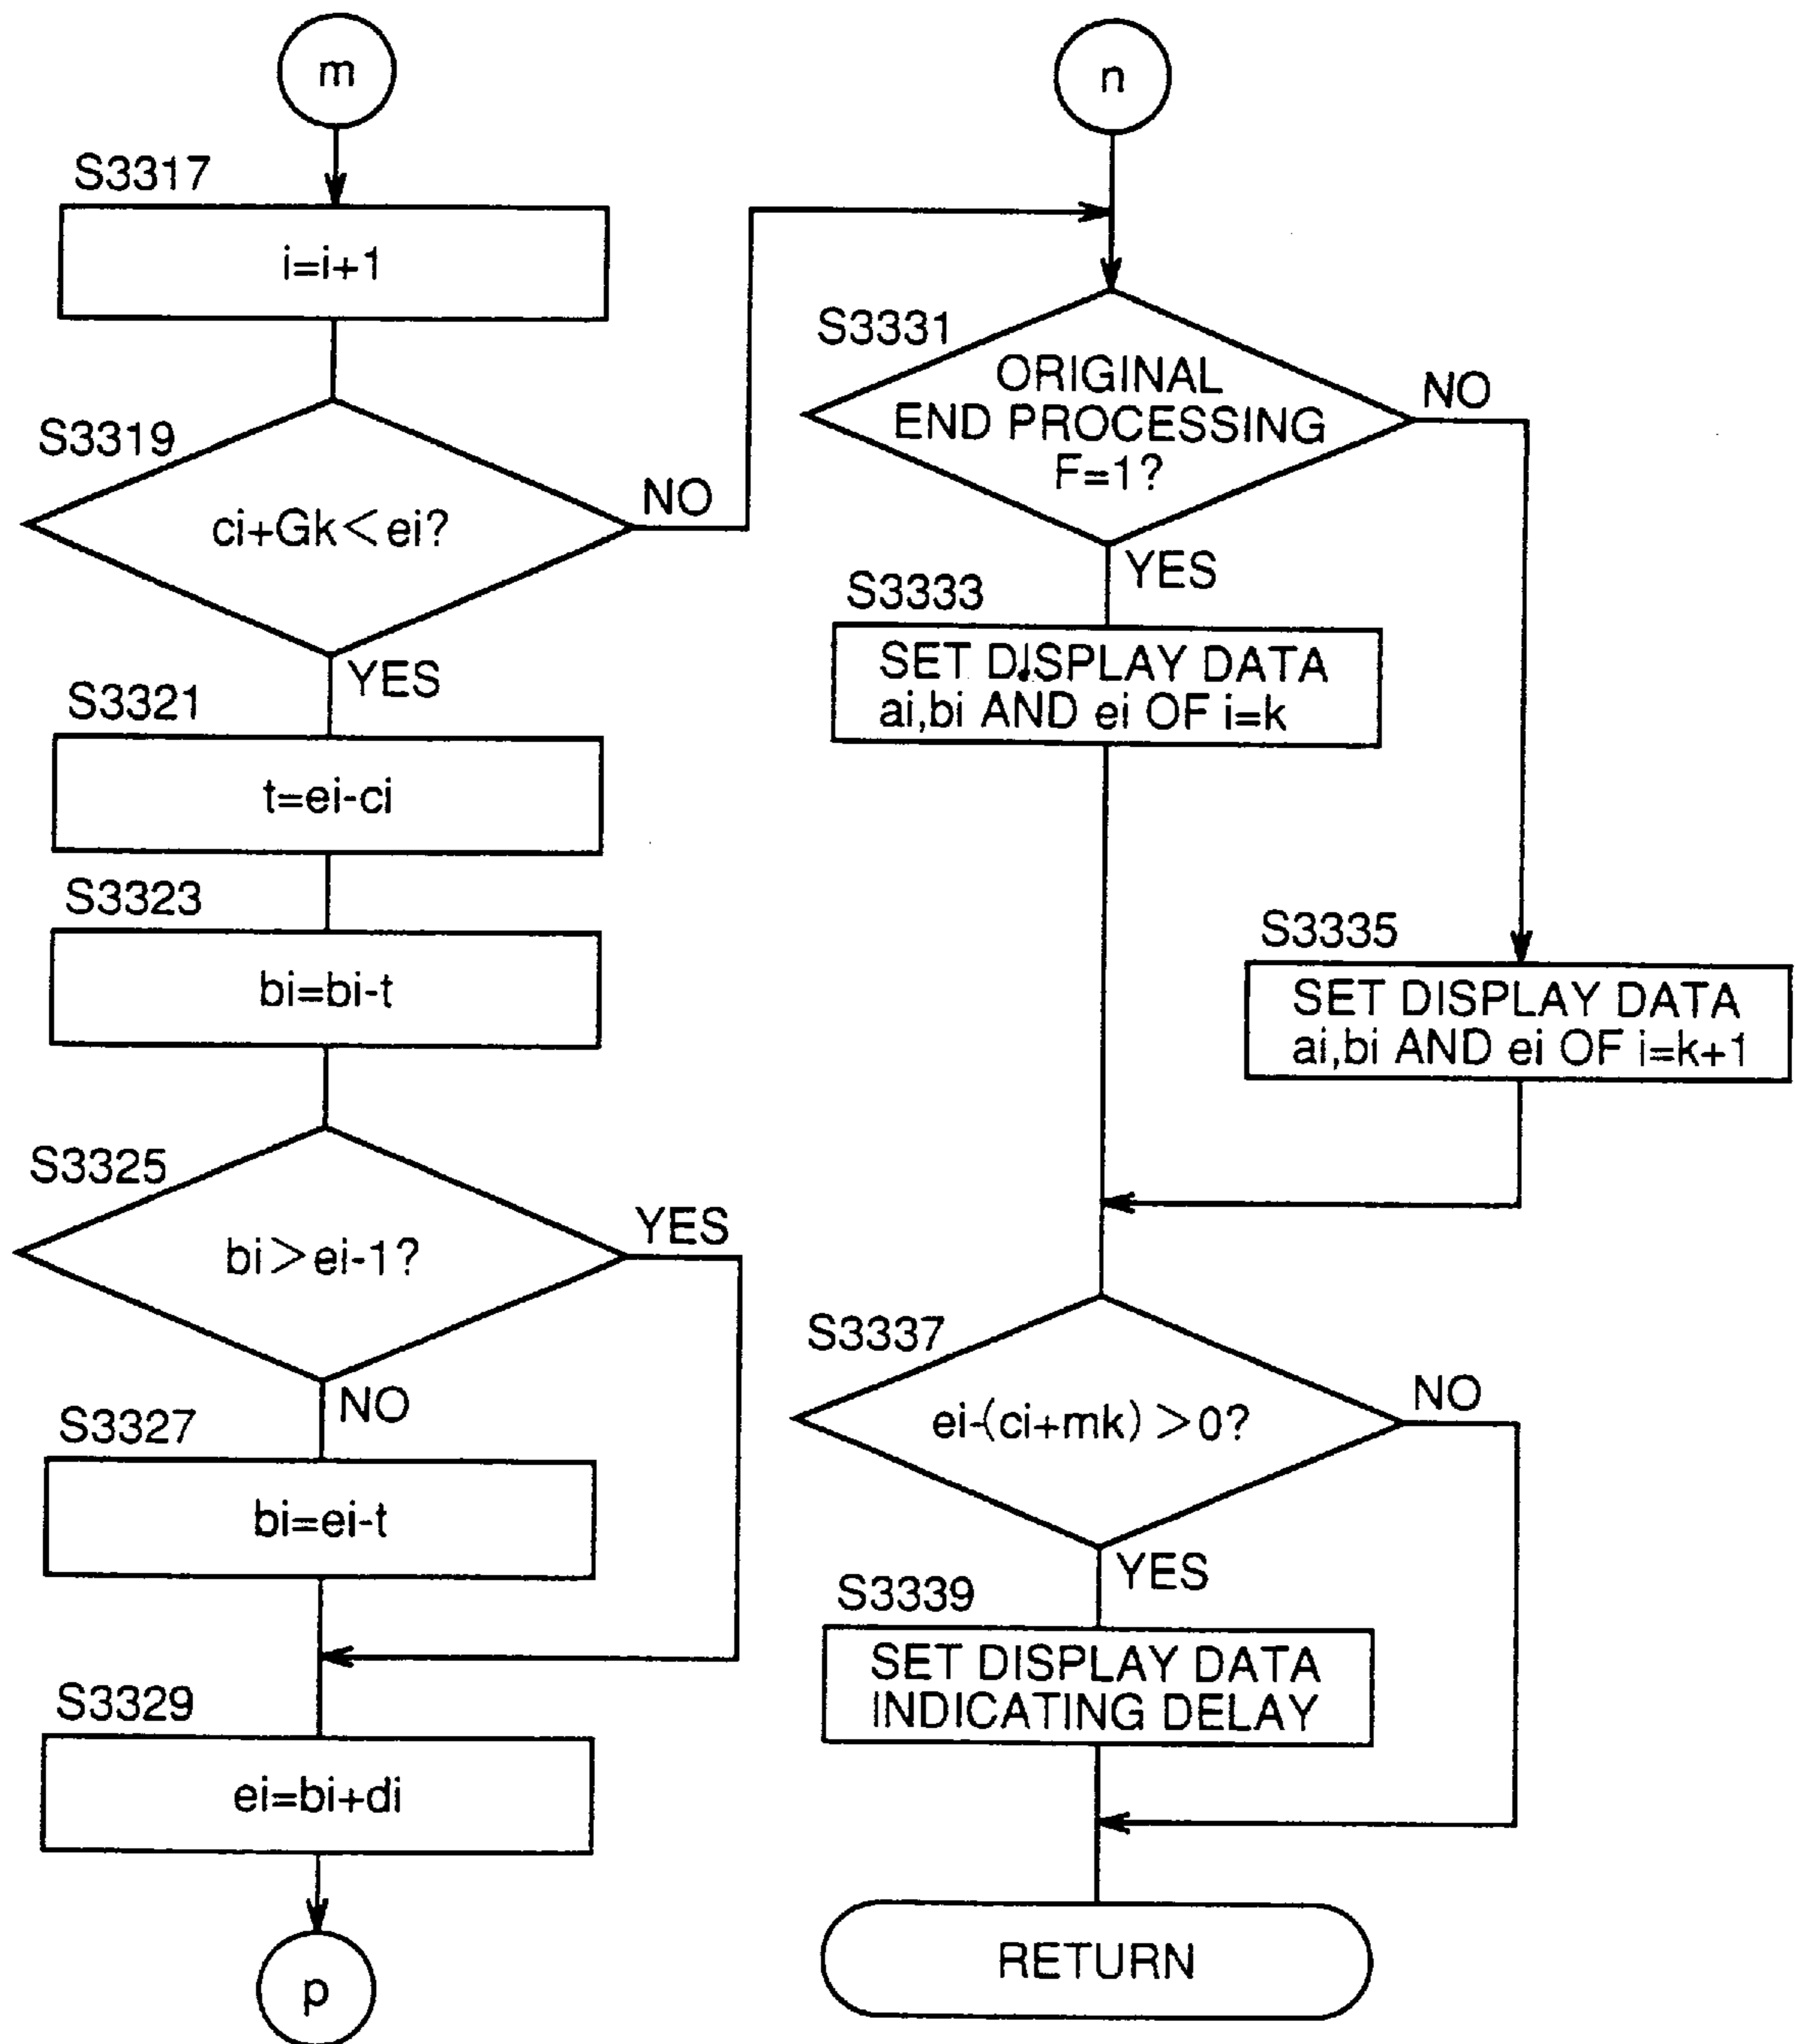 m
S3317
i=i+1
S3319
ci+Gk<ei?
NO
YES
S3321
t=ei-ci
S3323
bi=bi-t
S3325
bi>ei-1?
YES
NO
S3327
bi=ei-t
S3329
ei=bi+di
p
n
S3331
ORIGINAL
END PROCESSING
F=1?
NO
YES
S3333
SET DISPLAY DATA
ai,bi AND ei OF i=k
S3335
SET DISPLAY DATA
ai,bi AND ei OF i=k+1
S3337
ei-(ci+mk)>0?
NO
YES
S3339
SET DISPLAY DATA
INDICATING DELAY
RETURN